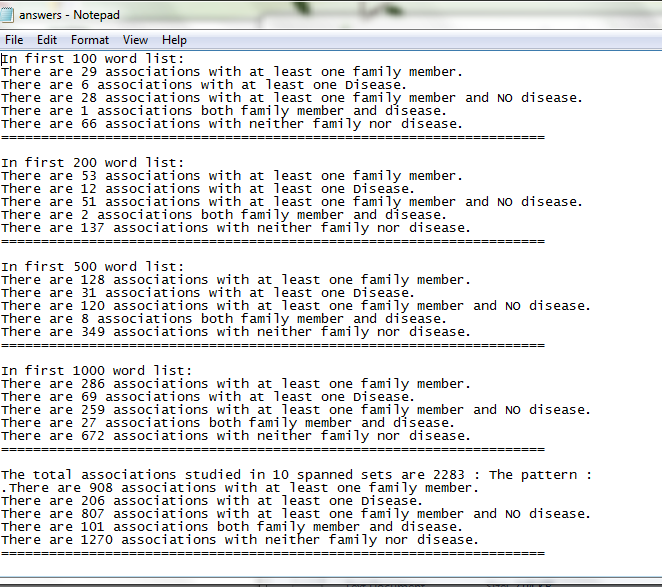 answers - Notepad
File Edit Format View Help
In first 100 word list:
There are 29 associations with at least one family member.
There are 6 associations with at least one Disease.
There are 28 associations with at least one family member and NO disease.
There are 1 associations both family member and disease.
There are 66 associations with neither family nor disease.
====================================================================
In first 200 word list:
There are 53 associations with at least one family member.
There are 12 associations with at least one Disease.
There are 51 associations with at least one family member and NO disease.
There are 2 associations both family member and disease.
There are 137 associations with neither family nor disease.
====================================================================
In first 500 word list:
There are 128 associations with at least one family member.
There are 31 associations with at least one Disease.
There are 120 associations with at least one family member and NO disease.
There are 8 associations both family member and disease.
There are 349 associations with neither family nor disease.
====================================================================
In first 1000 word list:
There are 286 associations with at least one family member.
There are 69 associations with at least one Disease.
There are 259 associations with at least one family member and NO disease.
There are 27 associations both family member and disease.
There are 672 associations with neither family nor disease.
====================================================================
The total associations studied in 10 spanned sets are 2283 : The pattern :
.There are 908 associations with at least one family member.
There are 206 associations with at least one Disease.
There are 807 associations with at least one family member and NO disease.
There are 101 associations both family member and disease.
There are 1270 associations with neither family nor disease.
====================================================================